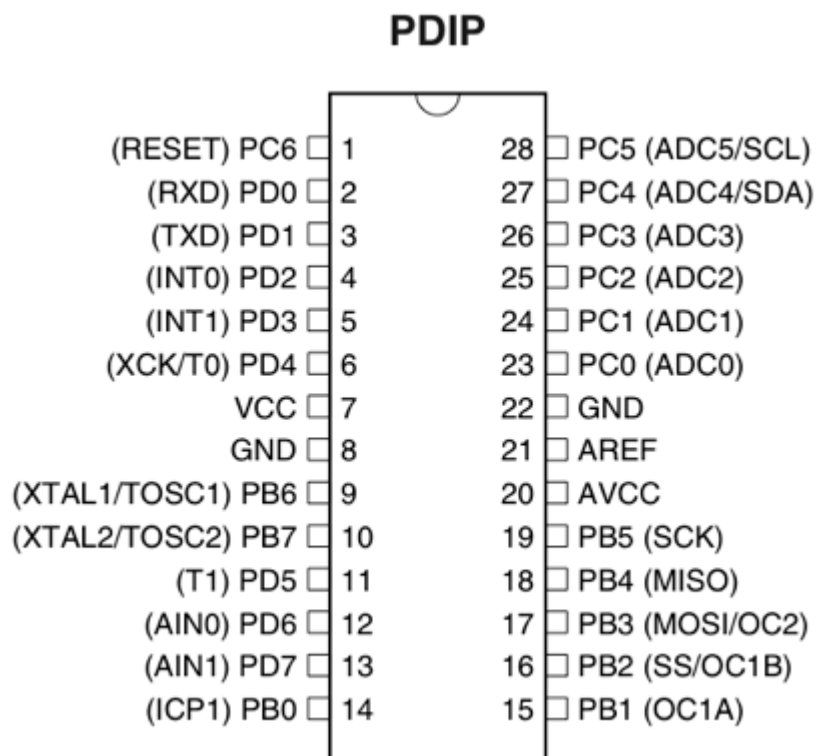 PDIP
(RESET) PC6 1 28 PC5 (ADC5/SCL)
(RXD) PD0 2 27 PC4 (ADC4/SDA)
(TXD) PD1 3 26 PC3 (ADC3)
(INT0) PD2 4 25 PC2 (ADC2)
(INT1) PD3 5 24 PC1 (ADC1)
(XCK/T0) PD4 6 23 PC0 (ADC0)
VCC 7 22 GND
GND 8 21 AREF
(XTAL1/TOSC1) PB6 9 20 AVCC
(XTAL2/TOSC2) PB7 10 19 PB5 (SCK)
(T1) PD5 11 18 PB4 (MISO)
(AIN0) PD6 12 17 PB3 (MOSI/OC2)
(AIN1) PD7 13 16 PB2 (SS/OC1B)
(ICP1) PB0 14 15 PB1 (OC1A)